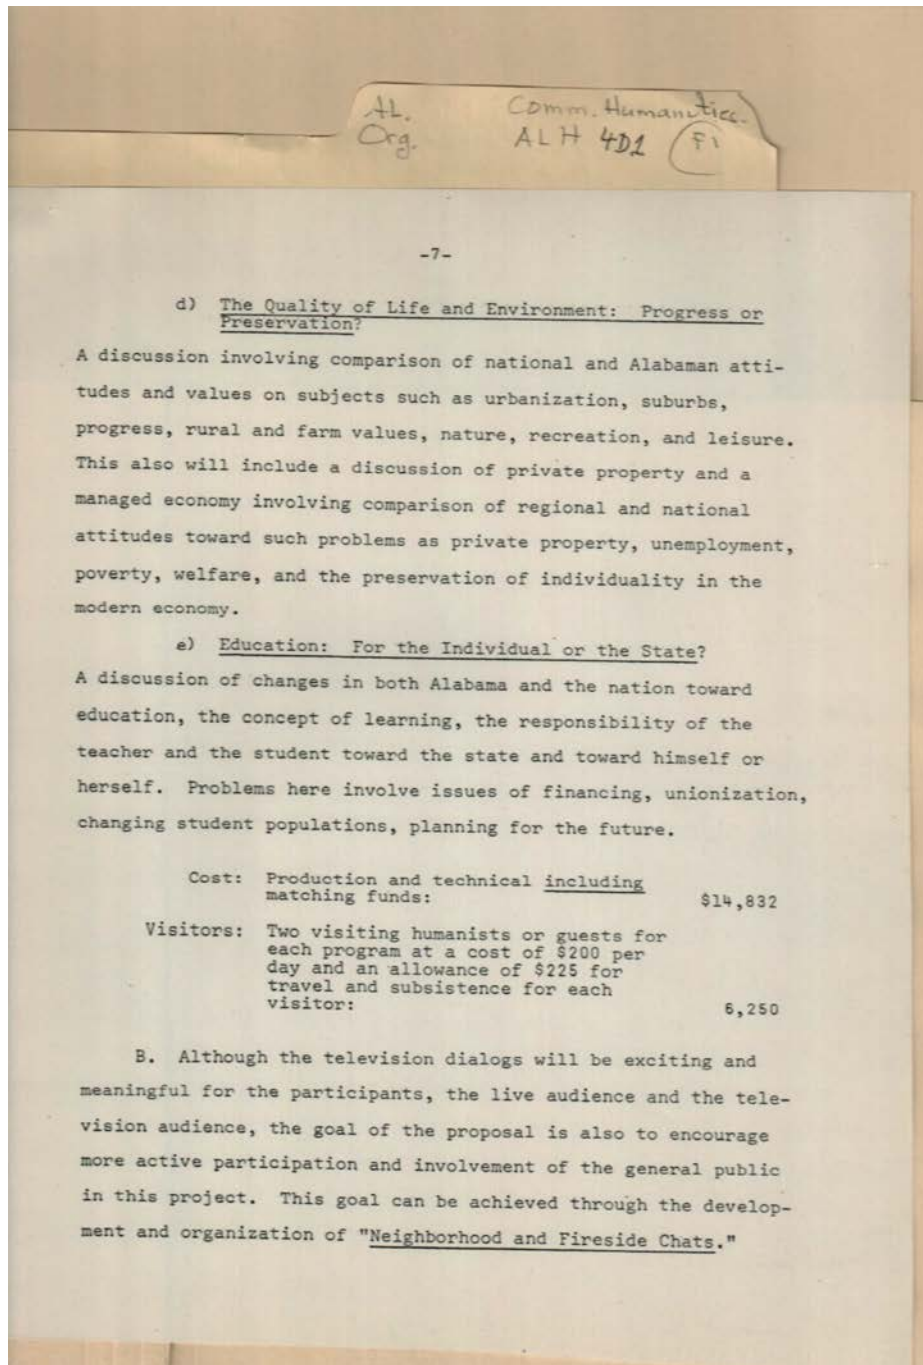 AL. Comm. Humanities.
Org. ALH 4D1 F1
-7-
d) The Quality of Life and Environment: Progress or
Preservation?
A discussion involving comparison of national and Alabaman atti-
tudes and values on subjects such as urbanization, suburbs,
progress, rural and farm values, nature, recreation, and leisure.
This also will include a discussion of private property and a
managed economy involving comparison of regional and national
attitudes toward such problems as private property, unemployment,
poverty, welfare, and the preservation of individuality in the
modern economy.
e) Education: For the Individual or the State?
A discussion of changes in both Alabama and the nation toward
education, the concept of learning, the responsibility of the
teacher and the student toward the state and toward himself or
herself. Problems here involve issues of financing, unionization,
changing student populations, planning for the future.
Cost: Production and technical including
matching funds: $14,832
Visitors: Two visiting humanists or guests for
each program at a cost of $200 per
day and an allowance of $225 for
travel and subsistence for each
visitor: 6,250
B. Although the television dialogs will be exciting and
meaningful for the participants, the live audience and the tele-
vision audience, the goal of the proposal is also to encourage
more active participation and involvement of the general public
in this project. This goal can be achieved through the develop-
ment and organization of "Neighborhood and Fireside Chats."